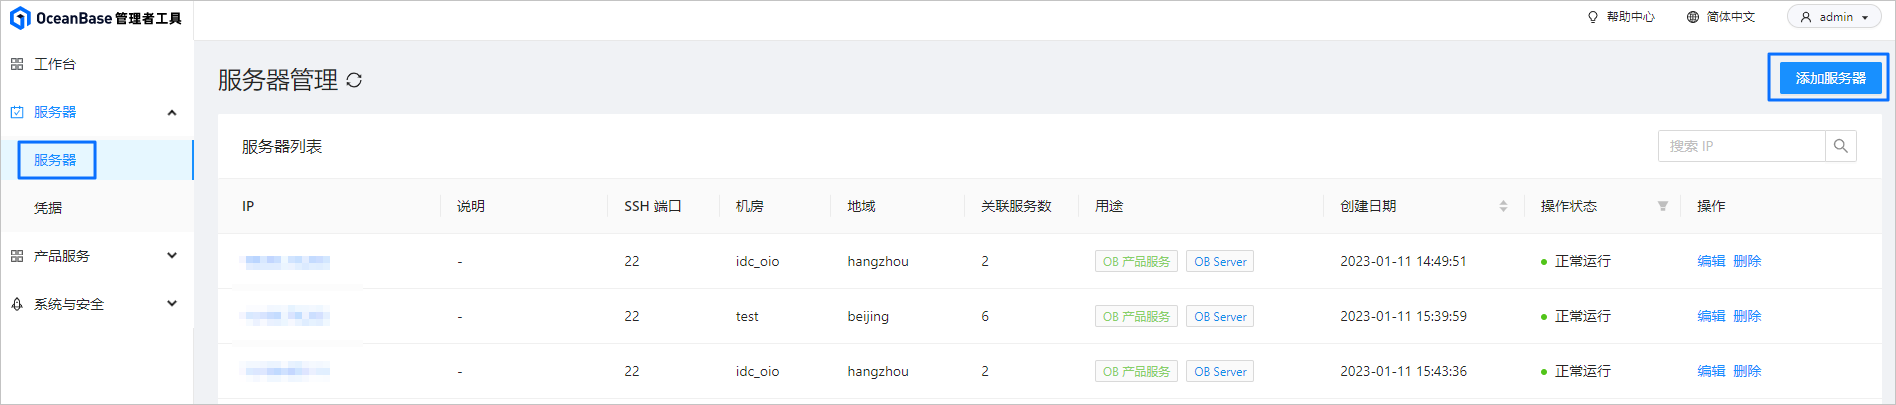 OceanBase 管理者工具
帮助中心 简体中文 admin
工作台
服务器
服务器
凭据
产品服务
系统与安全
服务器管理 添加服务器
服务器列表 搜索 IP
IP 说明 SSH 端口 机房 地域 关联服务数 用途 创建日期 操作状态 操作
- 22 idc_oio hangzhou 2 OB 产品服务 OB Server 2023-01-11 14:49:51 正常运行 编辑 删除
- 22 test beijing 6 OB 产品服务 OB Server 2023-01-11 15:39:59 正常运行 编辑 删除
- 22 idc_oio hangzhou 2 OB 产品服务 OB Server 2023-01-11 15:43:36 正常运行 编辑 删除